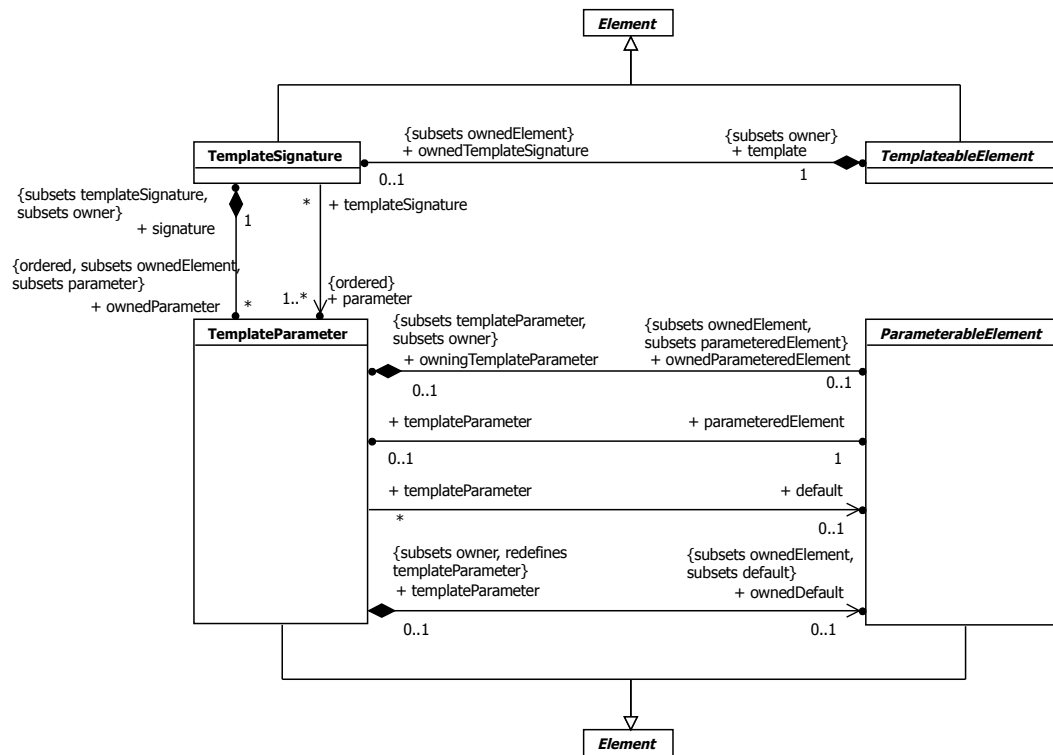 Element
{subsets ownedElement}
+ ownedTemplateSignature
{subsets owner}
+ template
TemplateSignature
TemplateableElement
0..1
1
{subsets templateSignature,
subsets owner}
+ signature
1
*
+ templateSignature
{ordered, subsets ownedElement,
subsets parameter}
+ ownedParameter
*
{ordered}
+ parameter
1..*
TemplateParameter
ParameterableElement
{subsets templateParameter,
subsets owner}
+ owningTemplateParameter
{subsets ownedElement,
subsets parameteredElement}
+ ownedParameteredElement
0..1
0..1
+ templateParameter
+ parameteredElement
0..1
1
+ templateParameter
+ default
*
0..1
{subsets owner, redefines
templateParameter}
+ templateParameter
{subsets ownedElement,
subsets default}
+ ownedDefault
0..1
0..1
Element